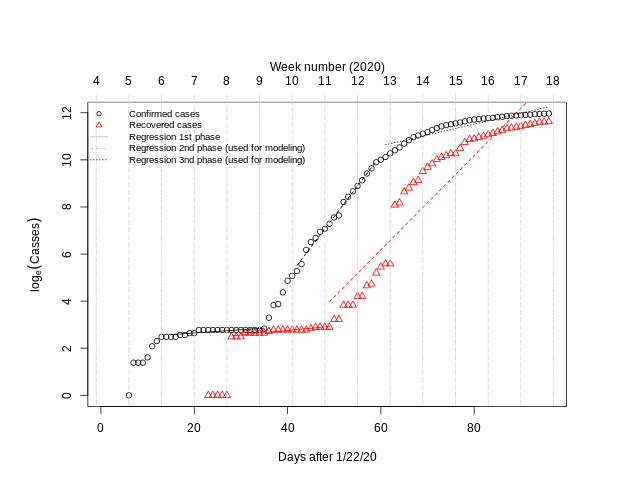 Week number (2020)
4 5 6 7 8 9 10 11 12 13 14 15 16 17 18
Confirmed cases
Recovered cases
Regression 1st phase
Regression 2nd phase (used for modeling)
Regression 3nd phase (used for modeling)
12
10
8
6
4
2
0
logₑ(Casses)
0 20 40 60 80
Days after 1/22/20